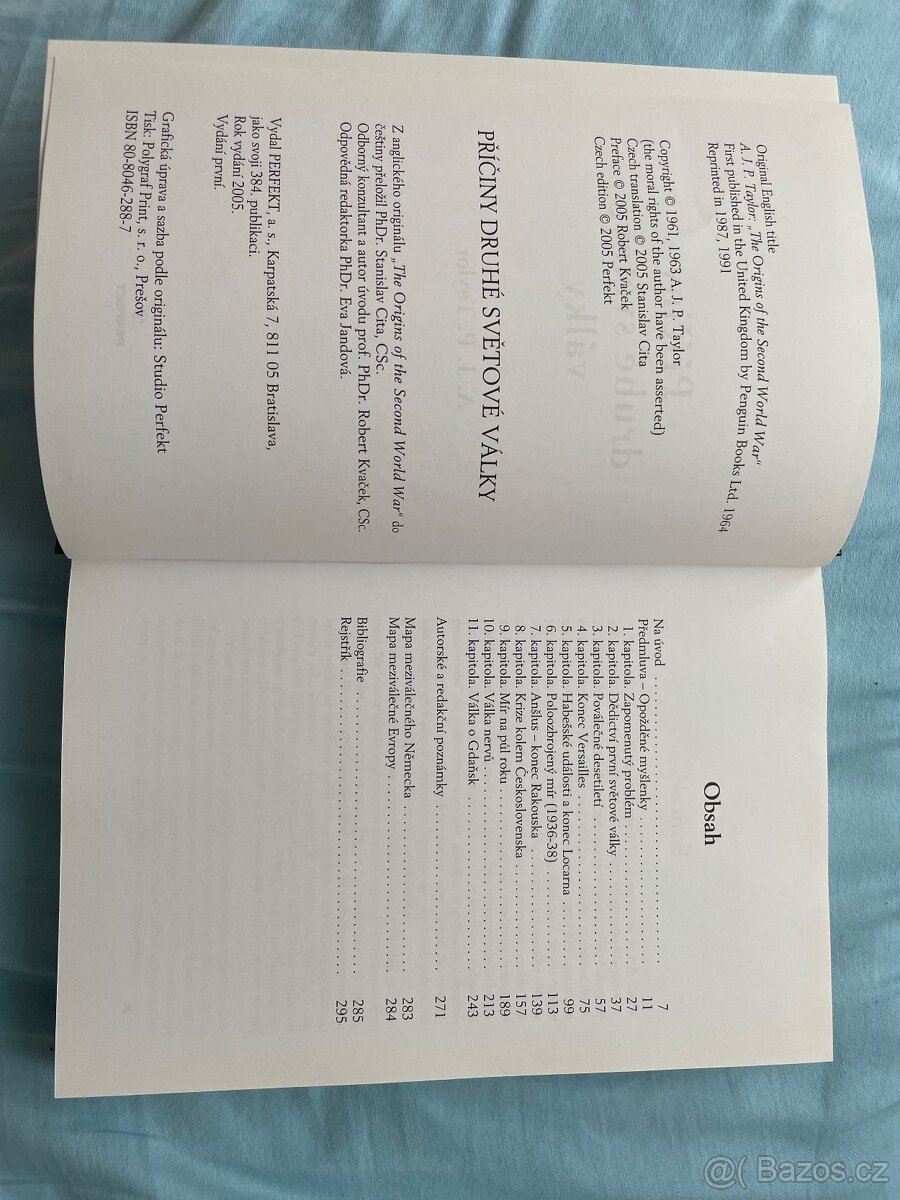 Original English title
A. J. P. Taylor: „The Origins of the Second World War“
First published in the United Kingdom by Penguin Books Ltd. 1964
Reprinted in 1987, 1991
Copyright © 1961, 1963 A. J. P. Taylor
(the moral rights of the author have been asserted)
Czech translation © 2005 Stanislav Cita
Preface © 2005 Robert Kvaček
Czech edition © 2005 Perfekt
PŘÍČINY DRUHÉ SVĚTOVÉ VÁLKY
Z anglického originálu „The Origins of the Second World War“ do
češtiny přeložil PhDr. Stanislav Cita, CSc.
Odborný konzultant a autor úvodu prof. PhDr. Robert Kvaček, CSc.
Odpovědná redaktorka PhDr. Eva Jandová.
Vydal PERFEKT, a. s., Karpatská 7, 811 05 Bratislava,
jako svoji 384. publikaci.
Rok vydání 2005.
Vydání první.
Grafická úprava a sazba podle originálu: Studio Perfekt
Tisk: Polygraf Print, s. r. o., Prešov
ISBN 80-8046-288-7
Obsah
Na úvod . . . . . . . . . . . . . . . . . . . . 7
Předmluva – Opožděné myšlenky . . . . . . . . . . 11
1. kapitola. Zapomenutý problém . . . . . . . . . . 27
2. kapitola. Dědictví první světové války . . . . . . . . . . 37
3. kapitola. Poválečné desetiletí . . . . . . . . . . 57
4. kapitola. Konec Versailles . . . . . . . . . . 75
5. kapitola. Habešské události a konec Locarna . . . . . . . . . . 99
6. kapitola. Poloozbrojený mír (1936-38) . . . . . . . . . . 113
7. kapitola. Anšlus – konec Rakouska . . . . . . . . . . 139
8. kapitola. Krize kolem Československa . . . . . . . . . . 157
9. kapitola. Mír na půl roku . . . . . . . . . . 189
10. kapitola. Válka nervů . . . . . . . . . . 213
11. kapitola. Válka o Gdaňsk . . . . . . . . . . 243
Autorské a redakční poznámky . . . . . . . . . . 271
Mapa meziválečného Německa . . . . . . . . . . 283
Mapa meziválečné Evropy . . . . . . . . . . 284
Bibliografie . . . . . . . . . . 285
Rejstřík . . . . . . . . . . 295
@( Bazos.cz